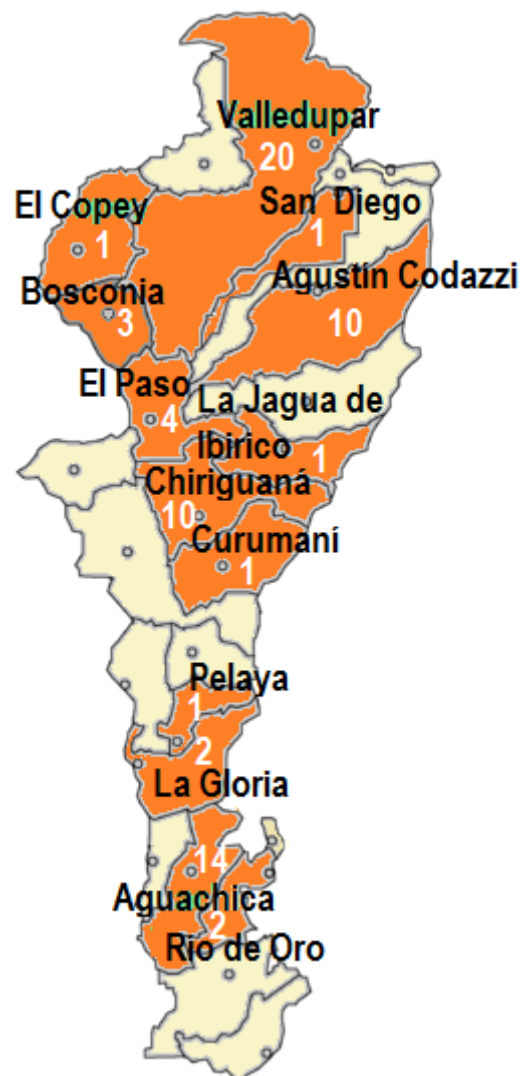 Valledupar
20
San Diego
El Copey
1
1
Agustín Codazzi
Bosconia
3
10
El Paso
La Jagua de
4
Ibirico
1
Chiriguaná
10
Curumaní
1
Pelaya
1
2
La Gloria
14
Aguachica
2
Rio de Oro